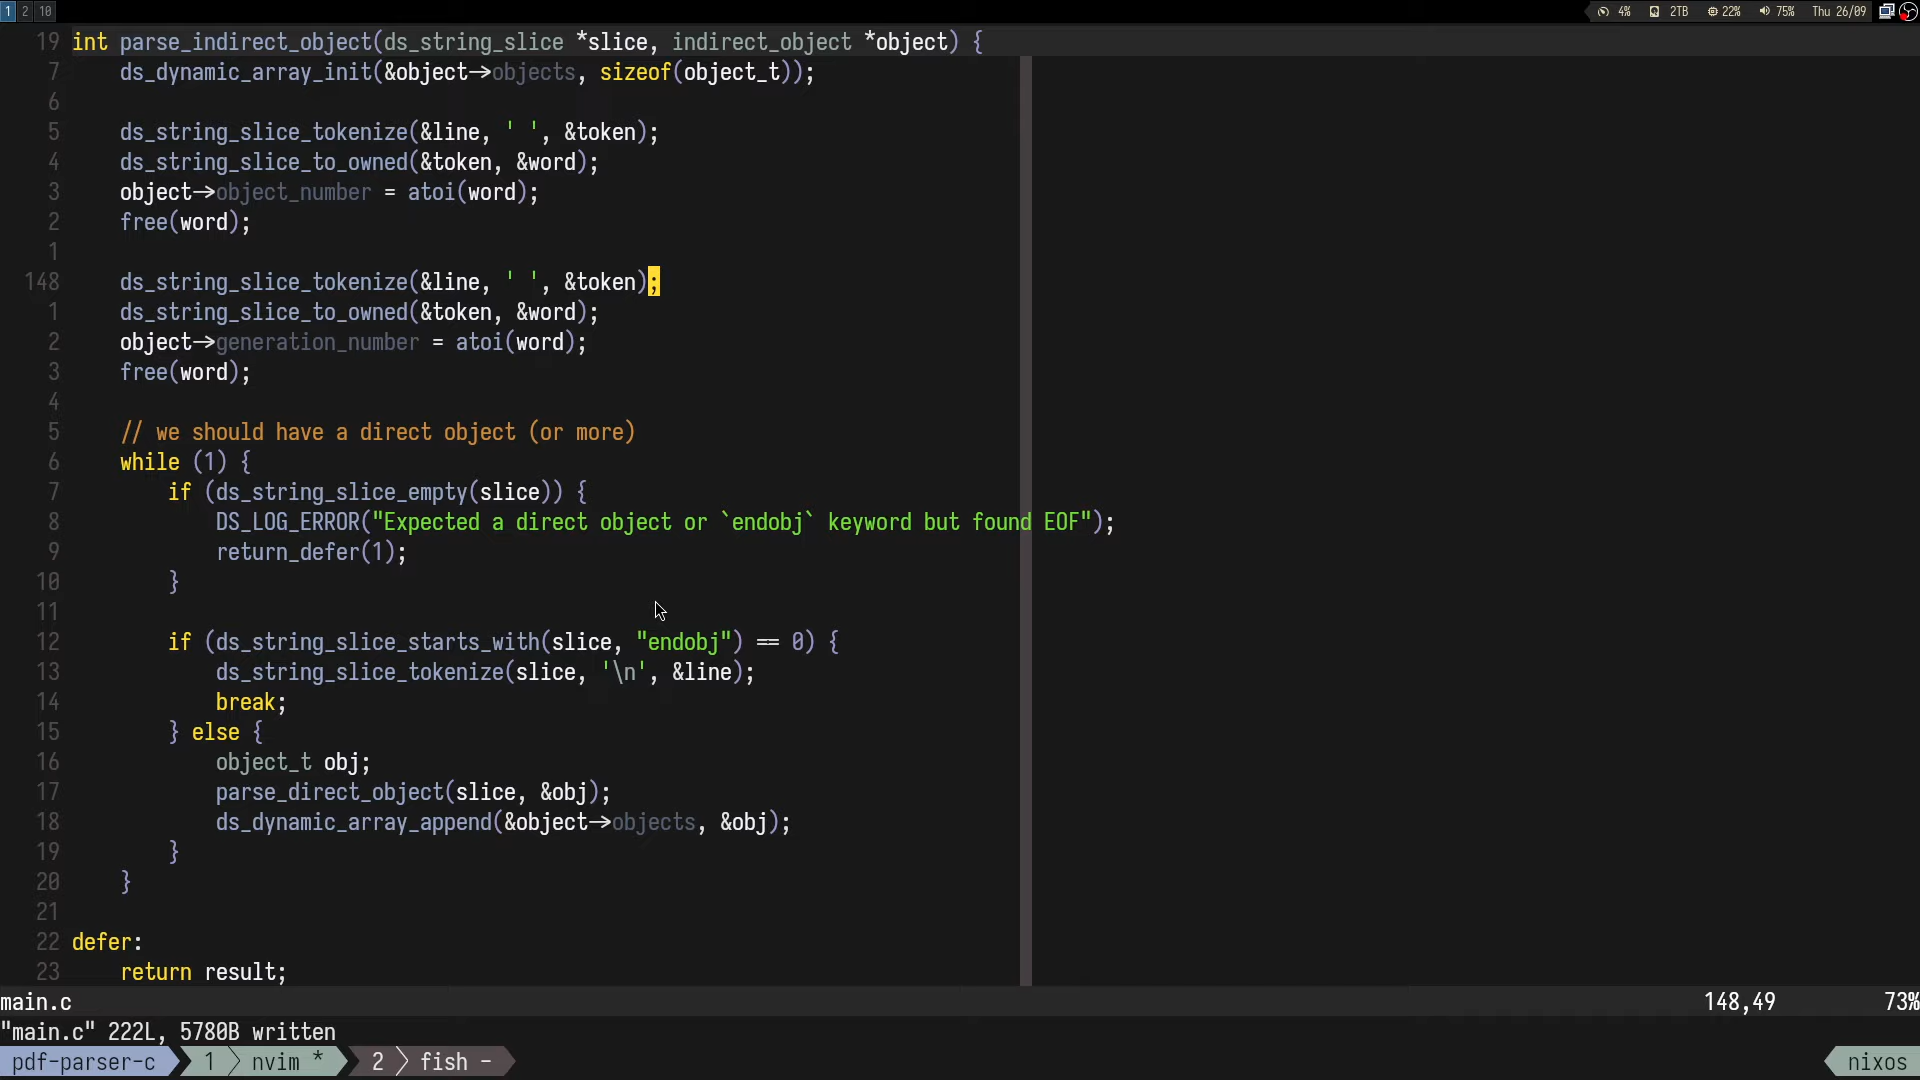 1 2 10 4% 2TB 22% 75% Thu 26/09
19 int parse_indirect_object(ds_string_slice *slice, indirect_object *object) {
7 ds_dynamic_array_init(&object->objects, sizeof(object_t));
6
5 ds_string_slice_tokenize(&line, ' ', &token);
4 ds_string_slice_to_owned(&token, &word);
3 object->object_number = atoi(word);
2 free(word);
1
148 ds_string_slice_tokenize(&line, ' ', &token);
1 ds_string_slice_to_owned(&token, &word);
2 object->generation_number = atoi(word);
3 free(word);
4
5 // we should have a direct object (or more)
6 while (1) {
7 if (ds_string_slice_empty(slice)) {
8 DS_LOG_ERROR("Expected a direct object or `endobj` keyword but found EOF");
9 return_defer(1);
10 }
11
12 if (ds_string_slice_starts_with(slice, "endobj") == 0) {
13 ds_string_slice_tokenize(slice, '\n', &line);
14 break;
15 } else {
16 object_t obj;
17 parse_direct_object(slice, &obj);
18 ds_dynamic_array_append(&object->objects, &obj);
19 }
20 }
21
22 defer:
23 return result;
main.c 148,49 73%
"main.c" 222L, 5780B written
pdf-parser-c 1 nvim * 2 fish - nixos